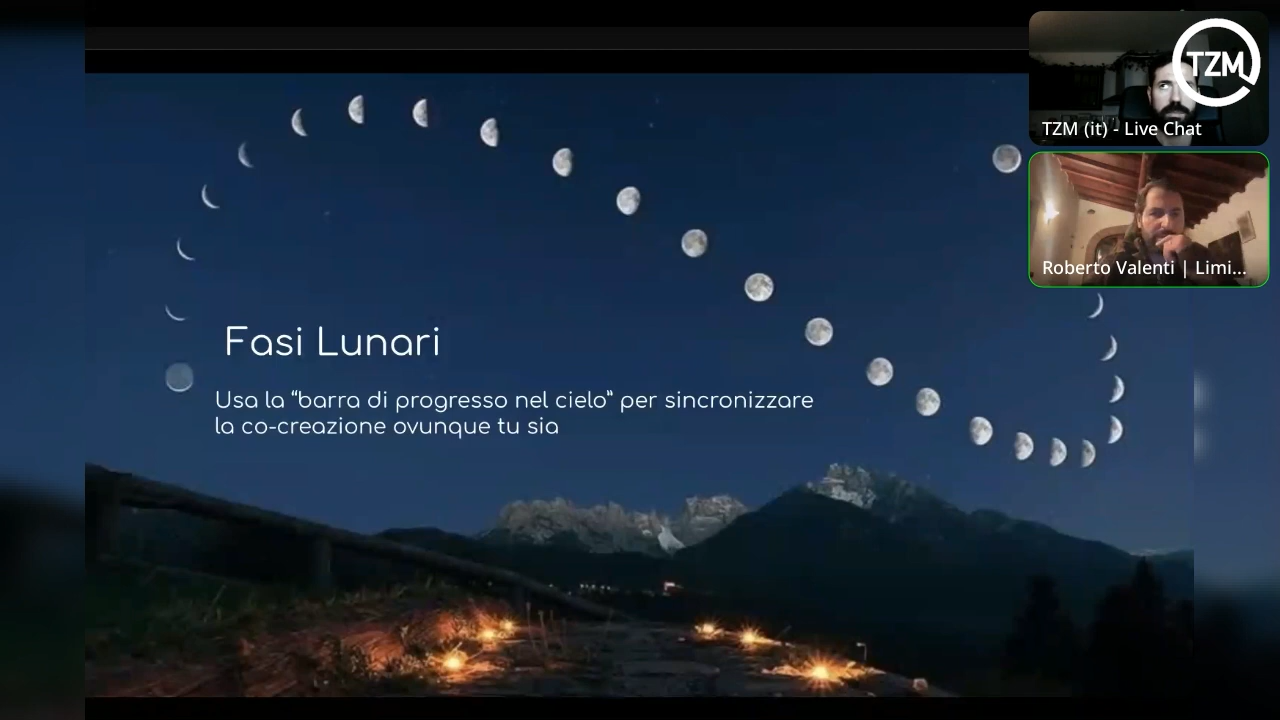 TZM
TZM (it) - Live Chat
Roberto Valenti | Limi...
Fasi Lunari
Usa la “barra di progresso nel cielo” per sincronizzare
la co-creazione ovunque tu sia